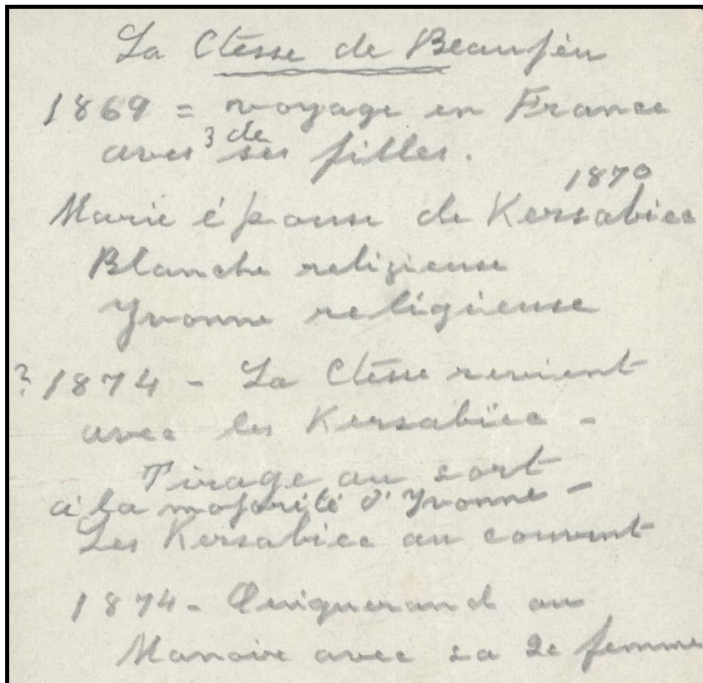 La Ctesse de Beaujeu
1869 = voyage en France
avec 3 de ses filles.
1870
Marie épouse de Kersabiec
Blanche religieuse
Yvonne religieuse
? 1874 - La Ctesse revient
avec les Kersabiec -
Tirage au sort
à la majorité d'Yvonne -
Les Kersabiec au couvent
1874 - Quiquerand au
Manoir avec sa 2e femme